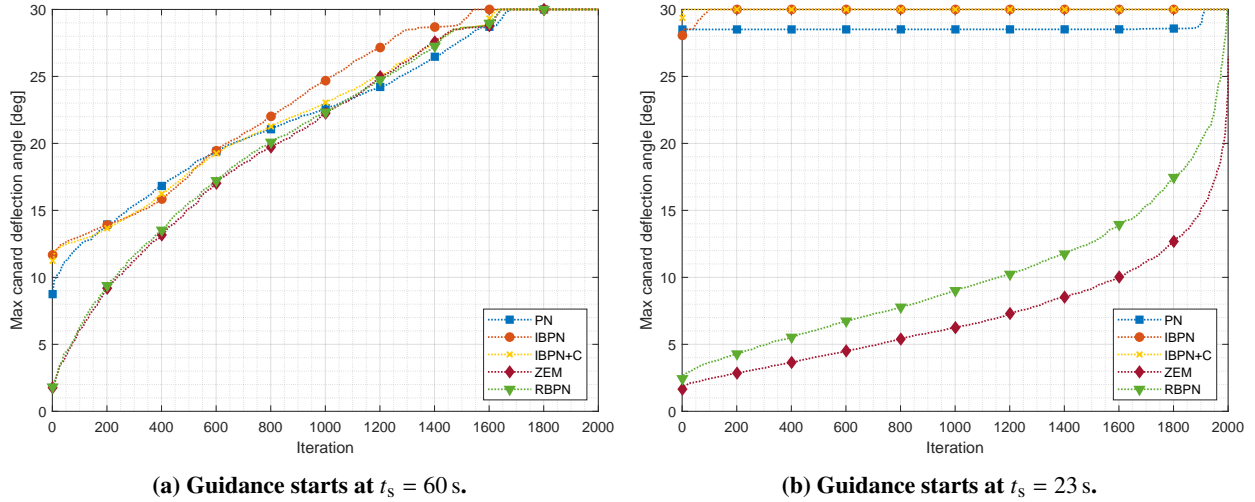 Max canard deflection angle [deg]
30
25
20
15
10
5
0
PN
IBPN
IBPN+C
ZEM
RBPN
0 200 400 600 800 1000 1200 1400 1600 1800 2000
Iteration
(a) Guidance starts at ts = 60 s.
Max canard deflection angle [deg]
30
25
20
15
10
5
0
PN
IBPN
IBPN+C
ZEM
RBPN
0 200 400 600 800 1000 1200 1400 1600 1800 2000
Iteration
(b) Guidance starts at ts = 23 s.